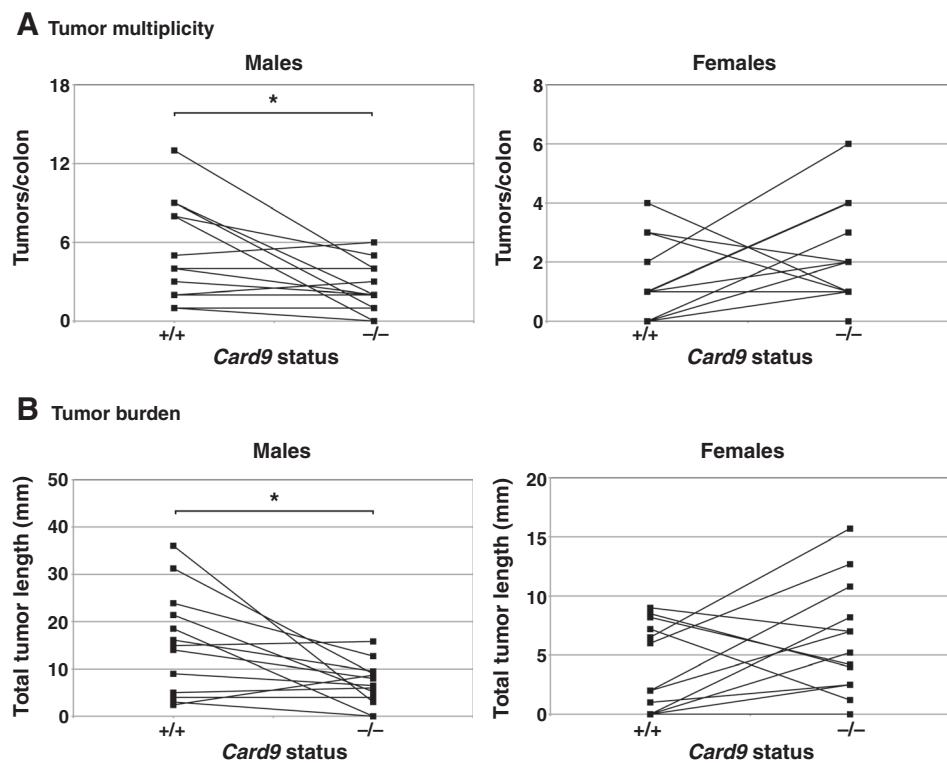 A Tumor multiplicity
Males
Tumors/colon
18
12
6
0
*
+/+
–/–
Card9 status
Females
Tumors/colon
8
6
4
2
0
+/+
–/–
Card9 status
B Tumor burden
Males
Total tumor length (mm)
50
40
30
20
10
0
*
+/+
–/–
Card9 status
Females
Total tumor length (mm)
20
15
10
5
0
+/+
–/–
Card9 status